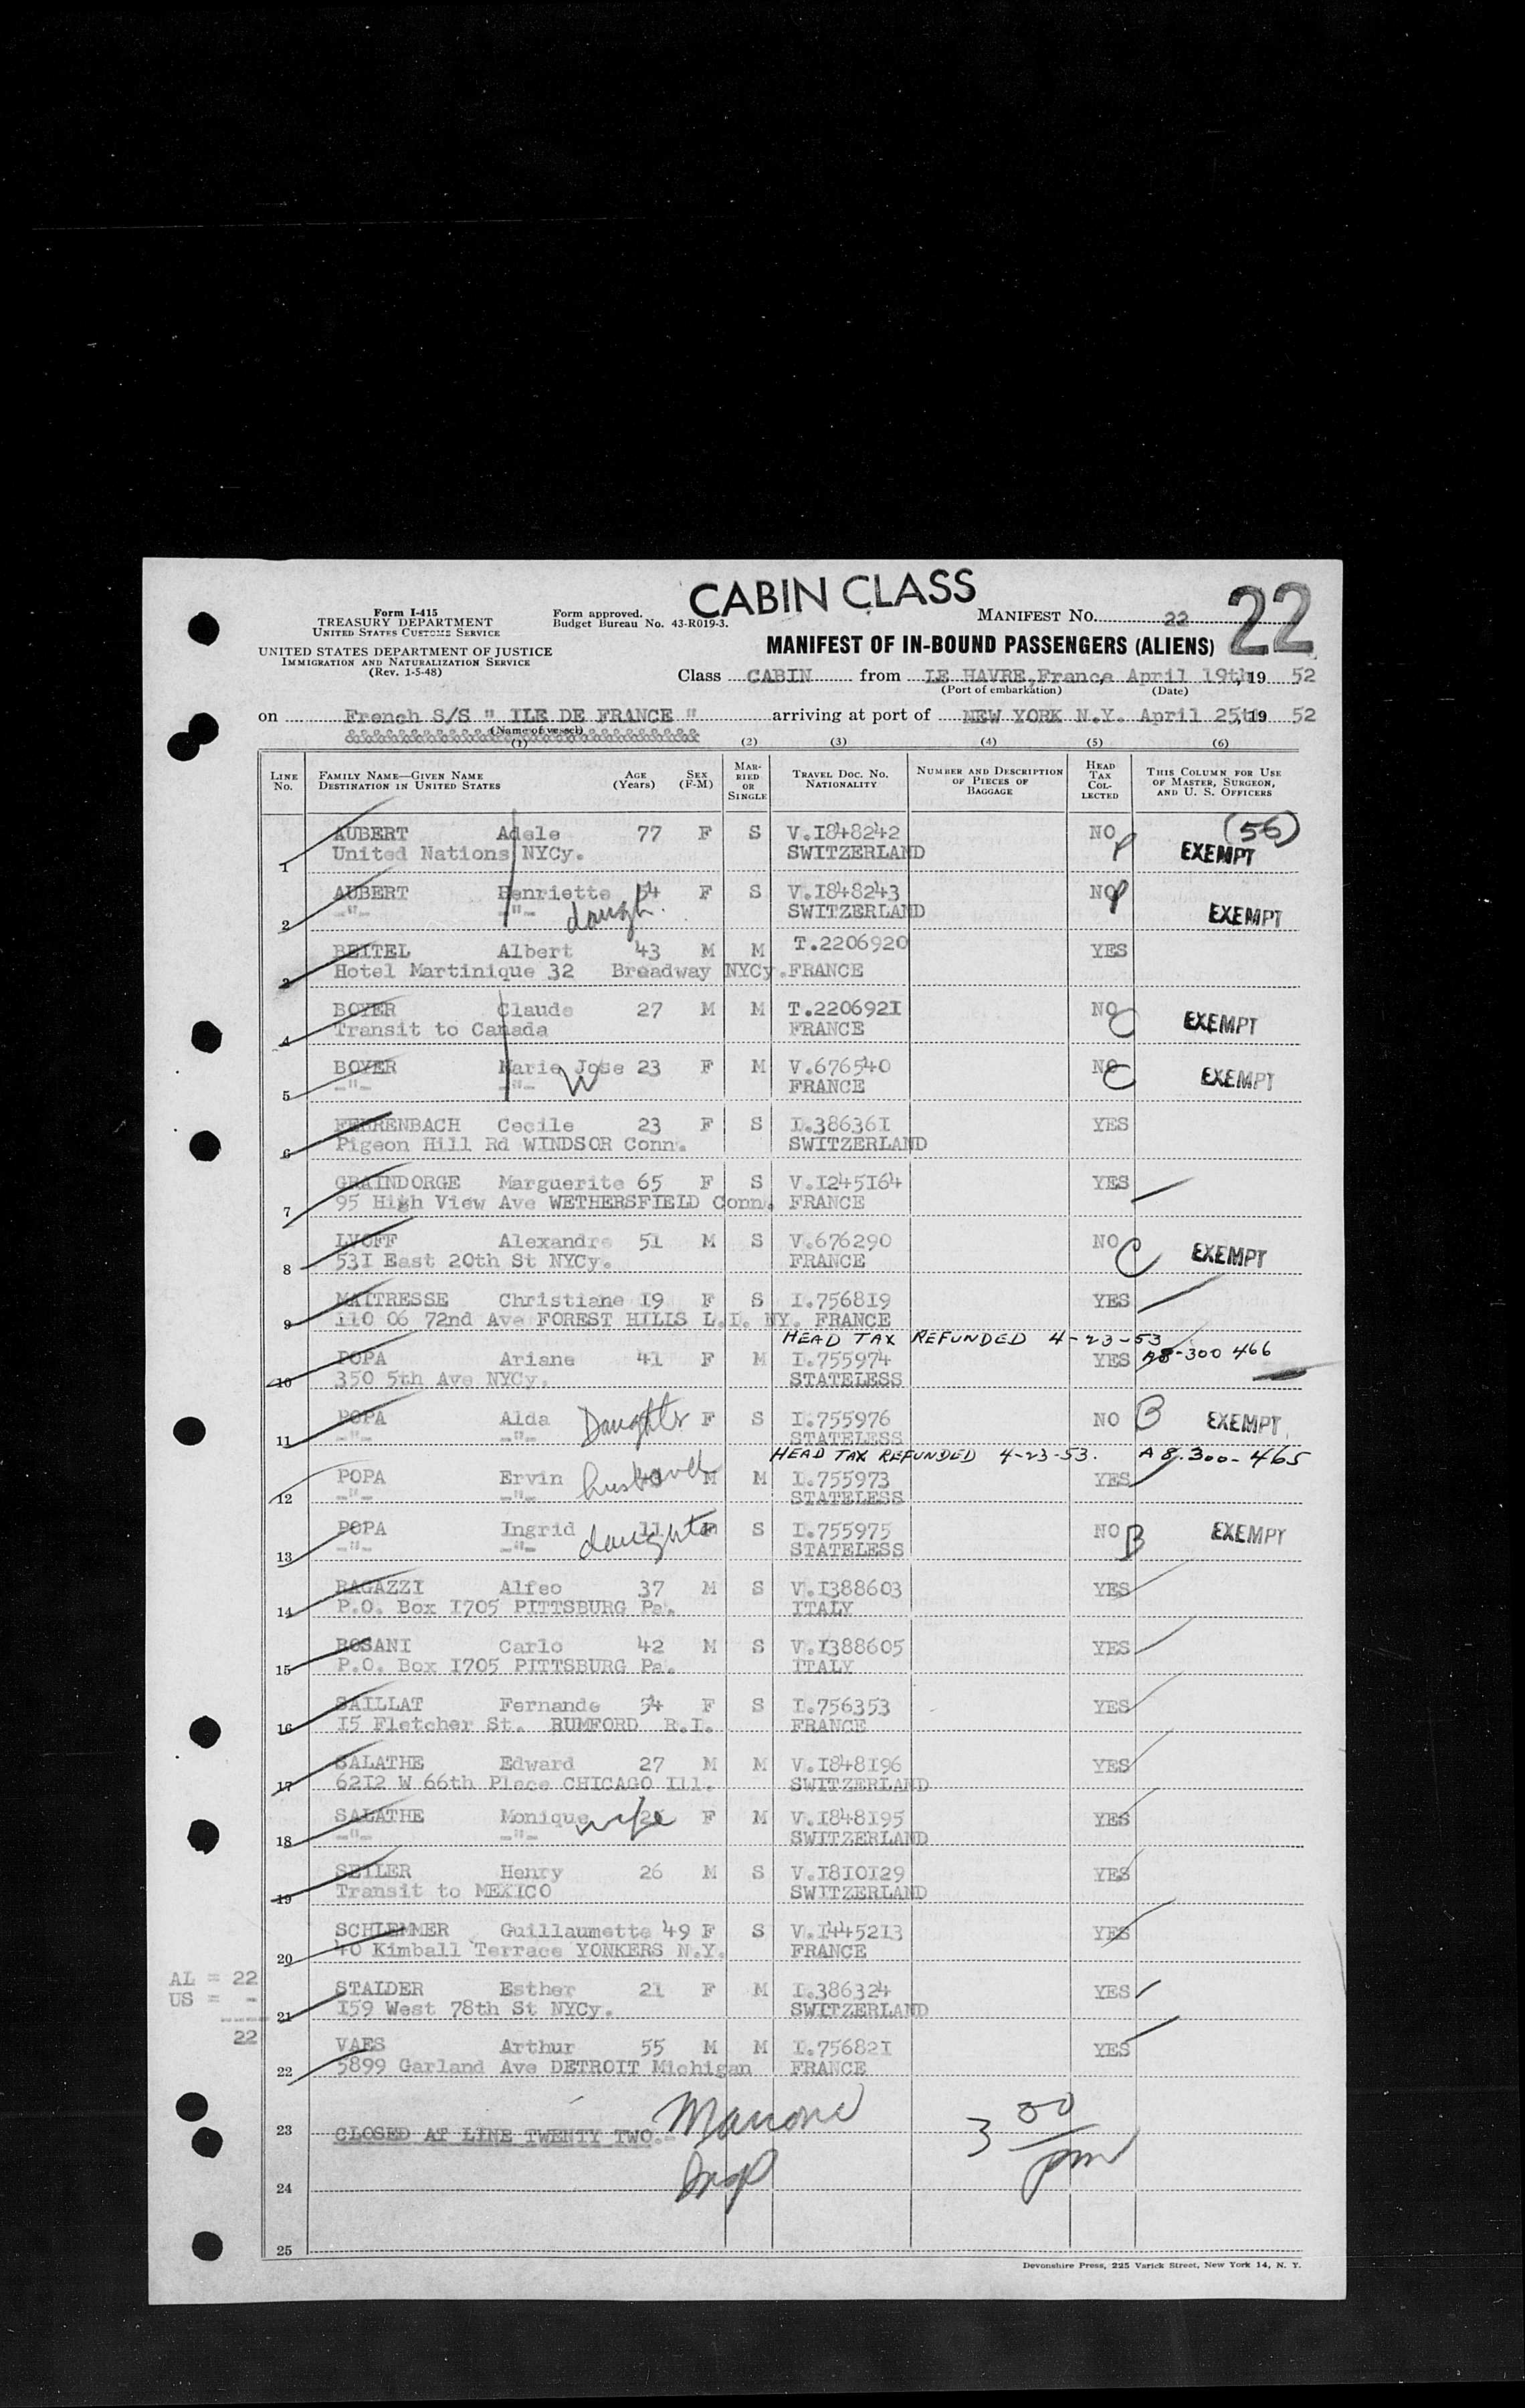 CABIN CLASS
Form I-415
TREASURY DEPARTMENT
UNITED STATES CUSTOMS SERVICE
UNITED STATES DEPARTMENT OF JUSTICE
IMMIGRATION AND NATURALIZATION SERVICE
(Rev. 1-5-48)
Form approved.
Budget Bureau No. 43-R019-3.
MANIFEST NO. 22
22
MANIFEST OF IN-BOUND PASSENGERS (ALIENS)
Class CABIN from LE HAVRE, France, April 19th, 19 52
(Port of embarkation) (Date)
on French S/S " ILE DE FRANCE " arriving at port of NEW YORK N.Y. April 25th, 19 52
(Name of vessel)
(1) (2) (3) (4) (5) (6)
LINE No. FAMILY NAME—GIVEN NAME DESTINATION IN UNITED STATES AGE (Years) SEX (F-M) MARRIED OR SINGLE TRAVEL DOC. NO. NATIONALITY NUMBER AND DESCRIPTION OF PIECES OF BAGGAGE HEAD TAX COLLECTED THIS COLUMN FOR USE OF MASTER, SURGEON, AND U. S. OFFICERS
AUBERT Adele 77 F S V.I848242 NO (56)
1 United Nations NYCy. SWITZERLAND EXEMPT
AUBERT Henriette 54 F S V.I848243 NO
2 -"- -"- daugh. SWITZERLAND EXEMPT
BEITEL Albert 43 M M T.2206920 YES
3 Hotel Martinique 32 Broadway NYCy. FRANCE
BOYER Claude 27 M M T.220692I NO C EXEMPT
4 Transit to Canada FRANCE
BOYER Marie Jose 23 F M V.676540 NO C EXEMPT
5 -"- -"- W FRANCE
FEHRENBACH Cecile 23 F S I.38636I YES
6 Pigeon Hill Rd WINDSOR Conn. SWITZERLAND
GRAINDORGE Marguerite 65 F S V.I245I64 YES
7 95 High View Ave WETHERSFIELD Conn. FRANCE
LVOFF Alexandre 51 M S V.676290 NO C EXEMPT
8 53I East 20th St NYCy. FRANCE
MAITRESSE Christiane I9 F S I.756819 YES
9 110 06 72nd Ave FOREST HILLS L.I. NY. FRANCE
HEAD TAX REFUNDED 4-23-53
POPA Ariane 41 F M I.755974 YES A8-300 466
10 350 5th Ave NYCy. STATELESS
POPA Alda Daughter F S I.755976 NO B EXEMPT
11 -"- -"- STATELESS
HEAD TAX REFUNDED 4-23-53. A 8.300-465
POPA Ervin husband M M I.755973 YES
12 -"- -"- STATELESS
POPA Ingrid 11 daughter F S I.755975 NO B EXEMPT
13 -"- -"- STATELESS
RAGAZZI Alfeo 37 M S V.I388603 YES
14 P.O. Box I705 PITTSBURG Pa. ITALY
ROSANI Carlo 42 M S V.I388605 YES
15 P.O. Box I705 PITTSBURG Pa. ITALY
SAILLAT Fernande 54 F S I.756353 YES
16 I5 Fletcher St. RUMFORD R.I. FRANCE
SALATHE Edward 27 M M V.I848I96 YES
17 62I2 W 66th Place CHICAGO Ill. SWITZERLAND
SALATHE Monique wife F M V.I848I95 YES
18 -"- -"- SWITZERLAND
SEILER Henry 26 M S V.I8I0I29 YES
19 Transit to MEXICO SWITZERLAND
SCHLEMMER Guillaumette 49 F S V.I4452I3 YES
20 40 Kimball Terrace YONKERS N.Y. FRANCE
AL = 22
US = -
22
STALDER Esther 21 F M I.386324 YES
21 I59 West 78th St NYCy. SWITZERLAND
VAES Arthur 55 M M I.75682I YES
22 5899 Garland Ave DETROIT Michigan FRANCE
23 CLOSED AT LINE TWENTY TWO.- 3 00/pm
24
25
Devonshire Press, 225 Varick Street, New York 14, N. Y.